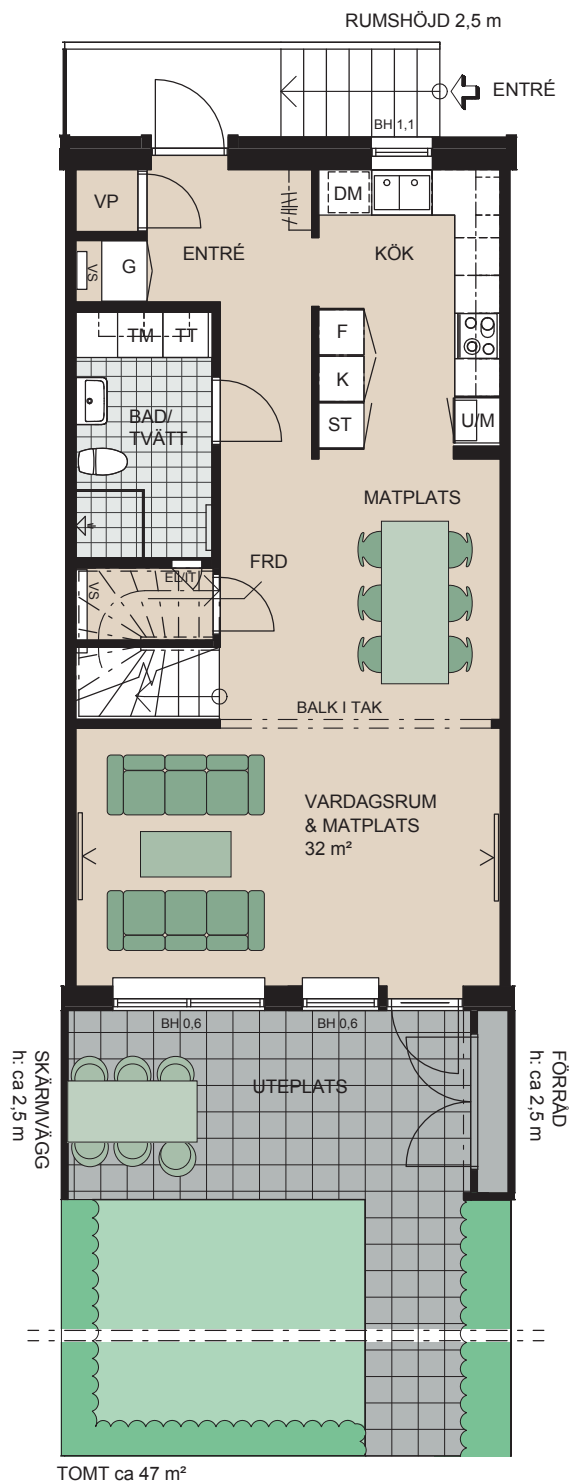 RUMSHÖJD 2,5 m
ENTRÉ
BH 1,1
VP
DM
VS
G
ENTRÉ
KÖK
TM
TT
F
K
ST
U/M
BAD/
TVÄTT
MATPLATS
FRD
EL/IT
VS
BALK I TAK
VARDAGSRUM
& MATPLATS
32 m²
BH 0,6
BH 0,6
UTEPLATS
SKÄRMVÄGG
h: ca 2,5 m
FÖRRÅD
h: ca 2,5 m
TOMT ca 47 m²